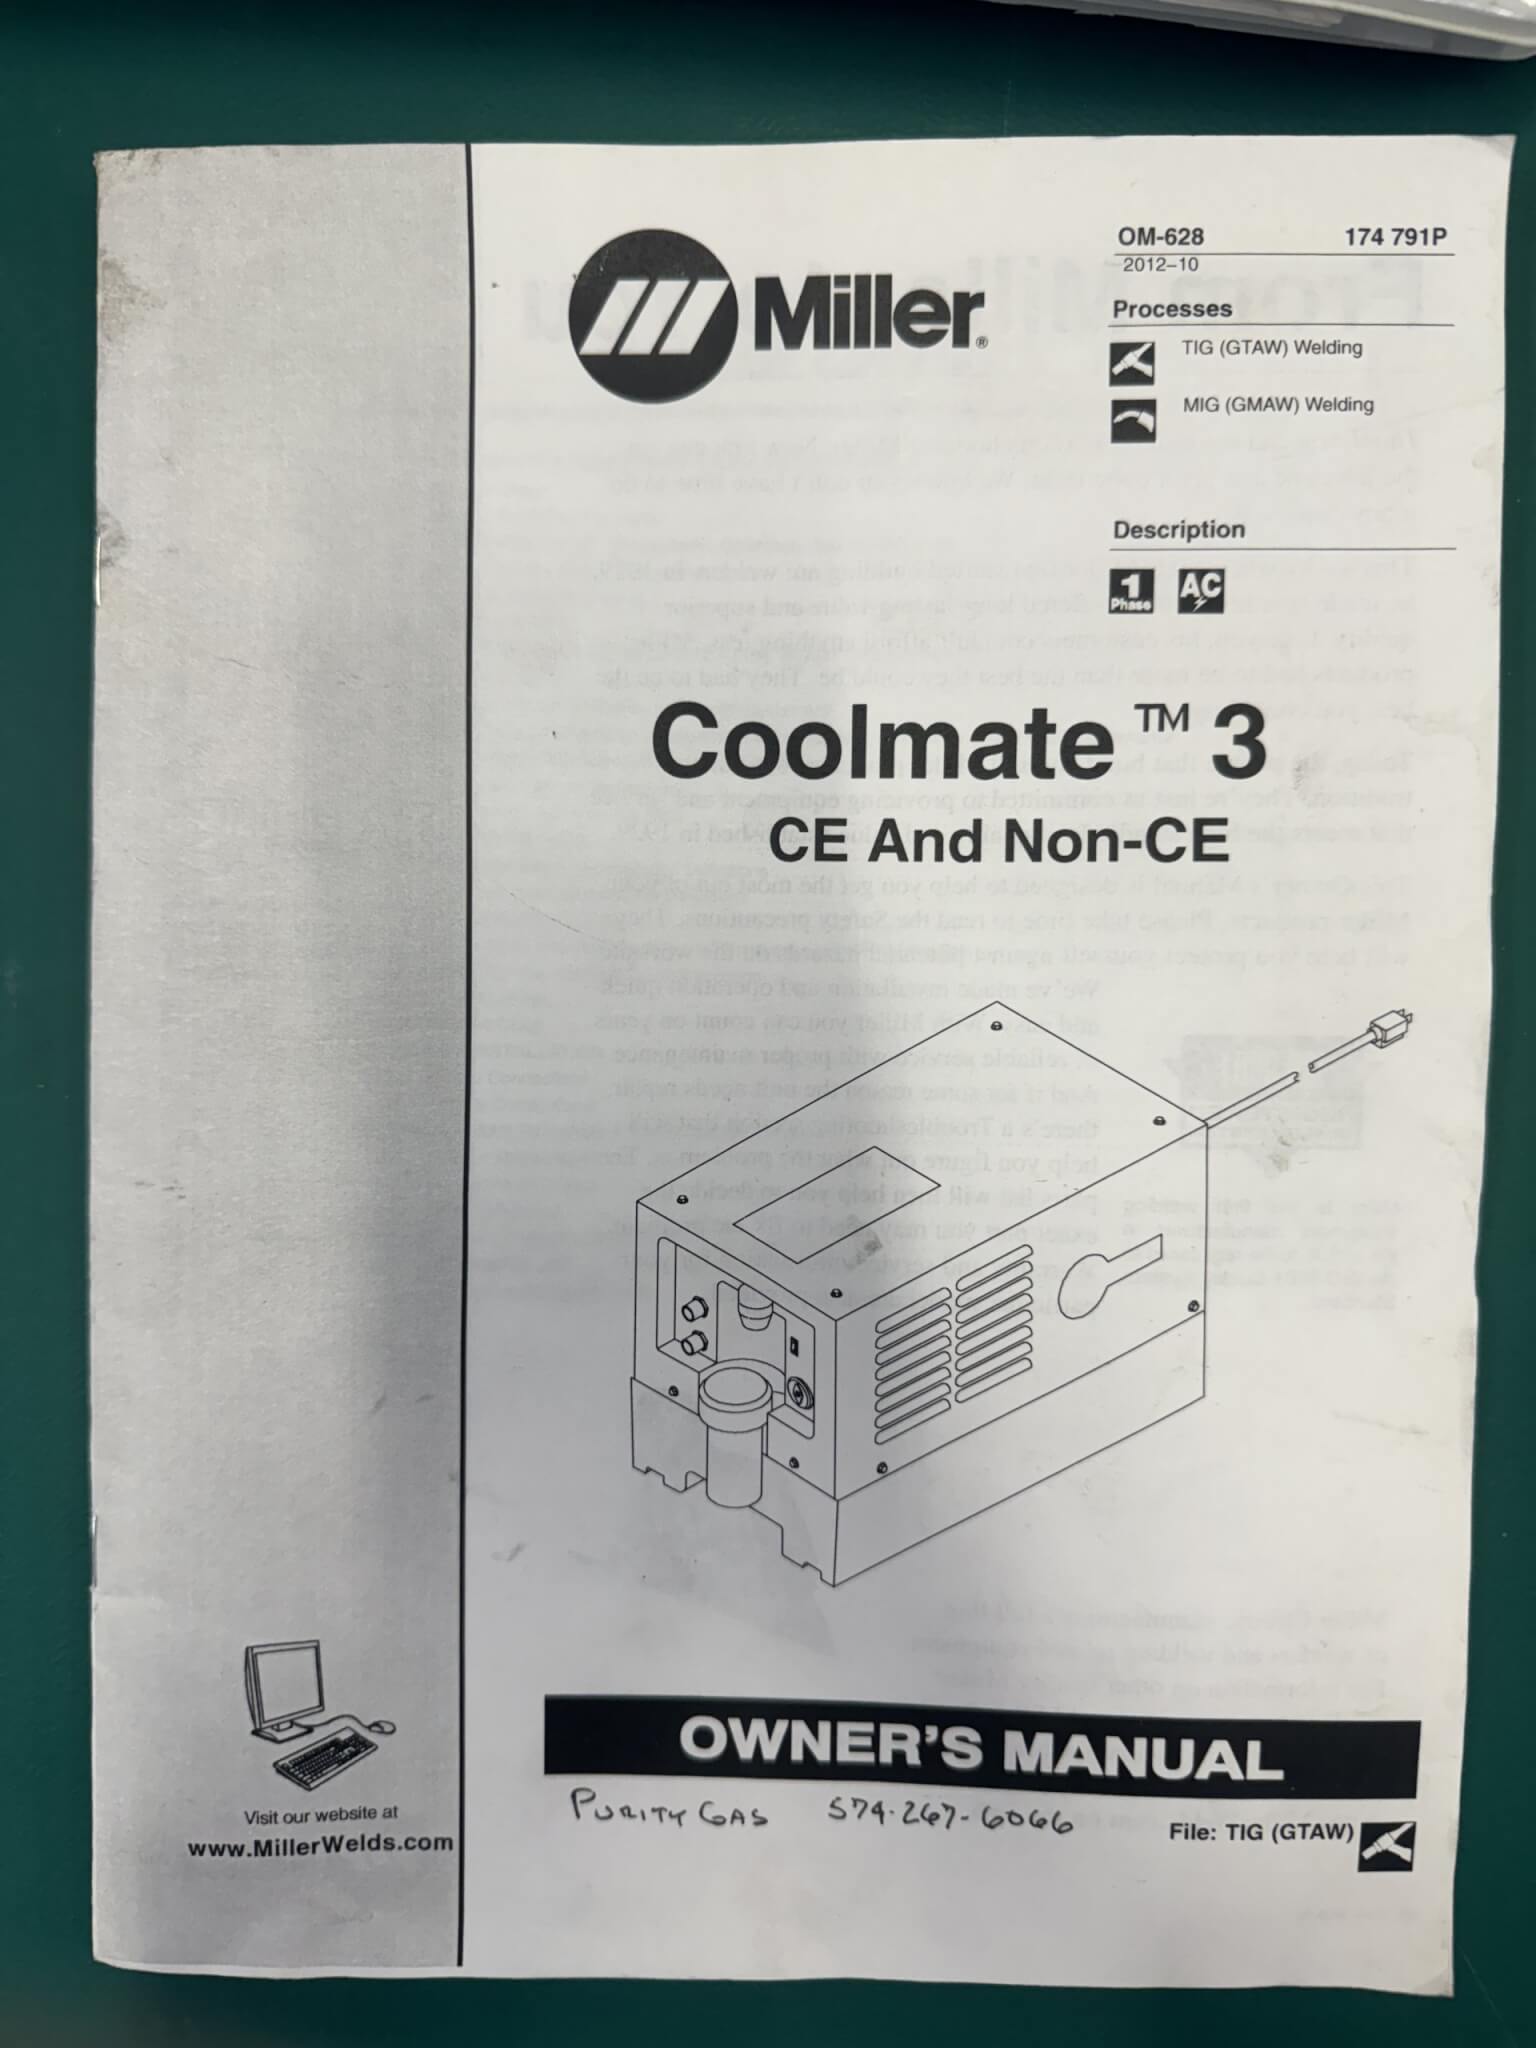 Miller®
OM-628 174 791P
2012–10
Processes
TIG (GTAW) Welding
MIG (GMAW) Welding
Description
1 Phase AC
Coolmate™ 3
CE And Non-CE
OWNER'S MANUAL
PURITY GAS 574-267-6066
File: TIG (GTAW)
Visit our website at
www.MillerWelds.com